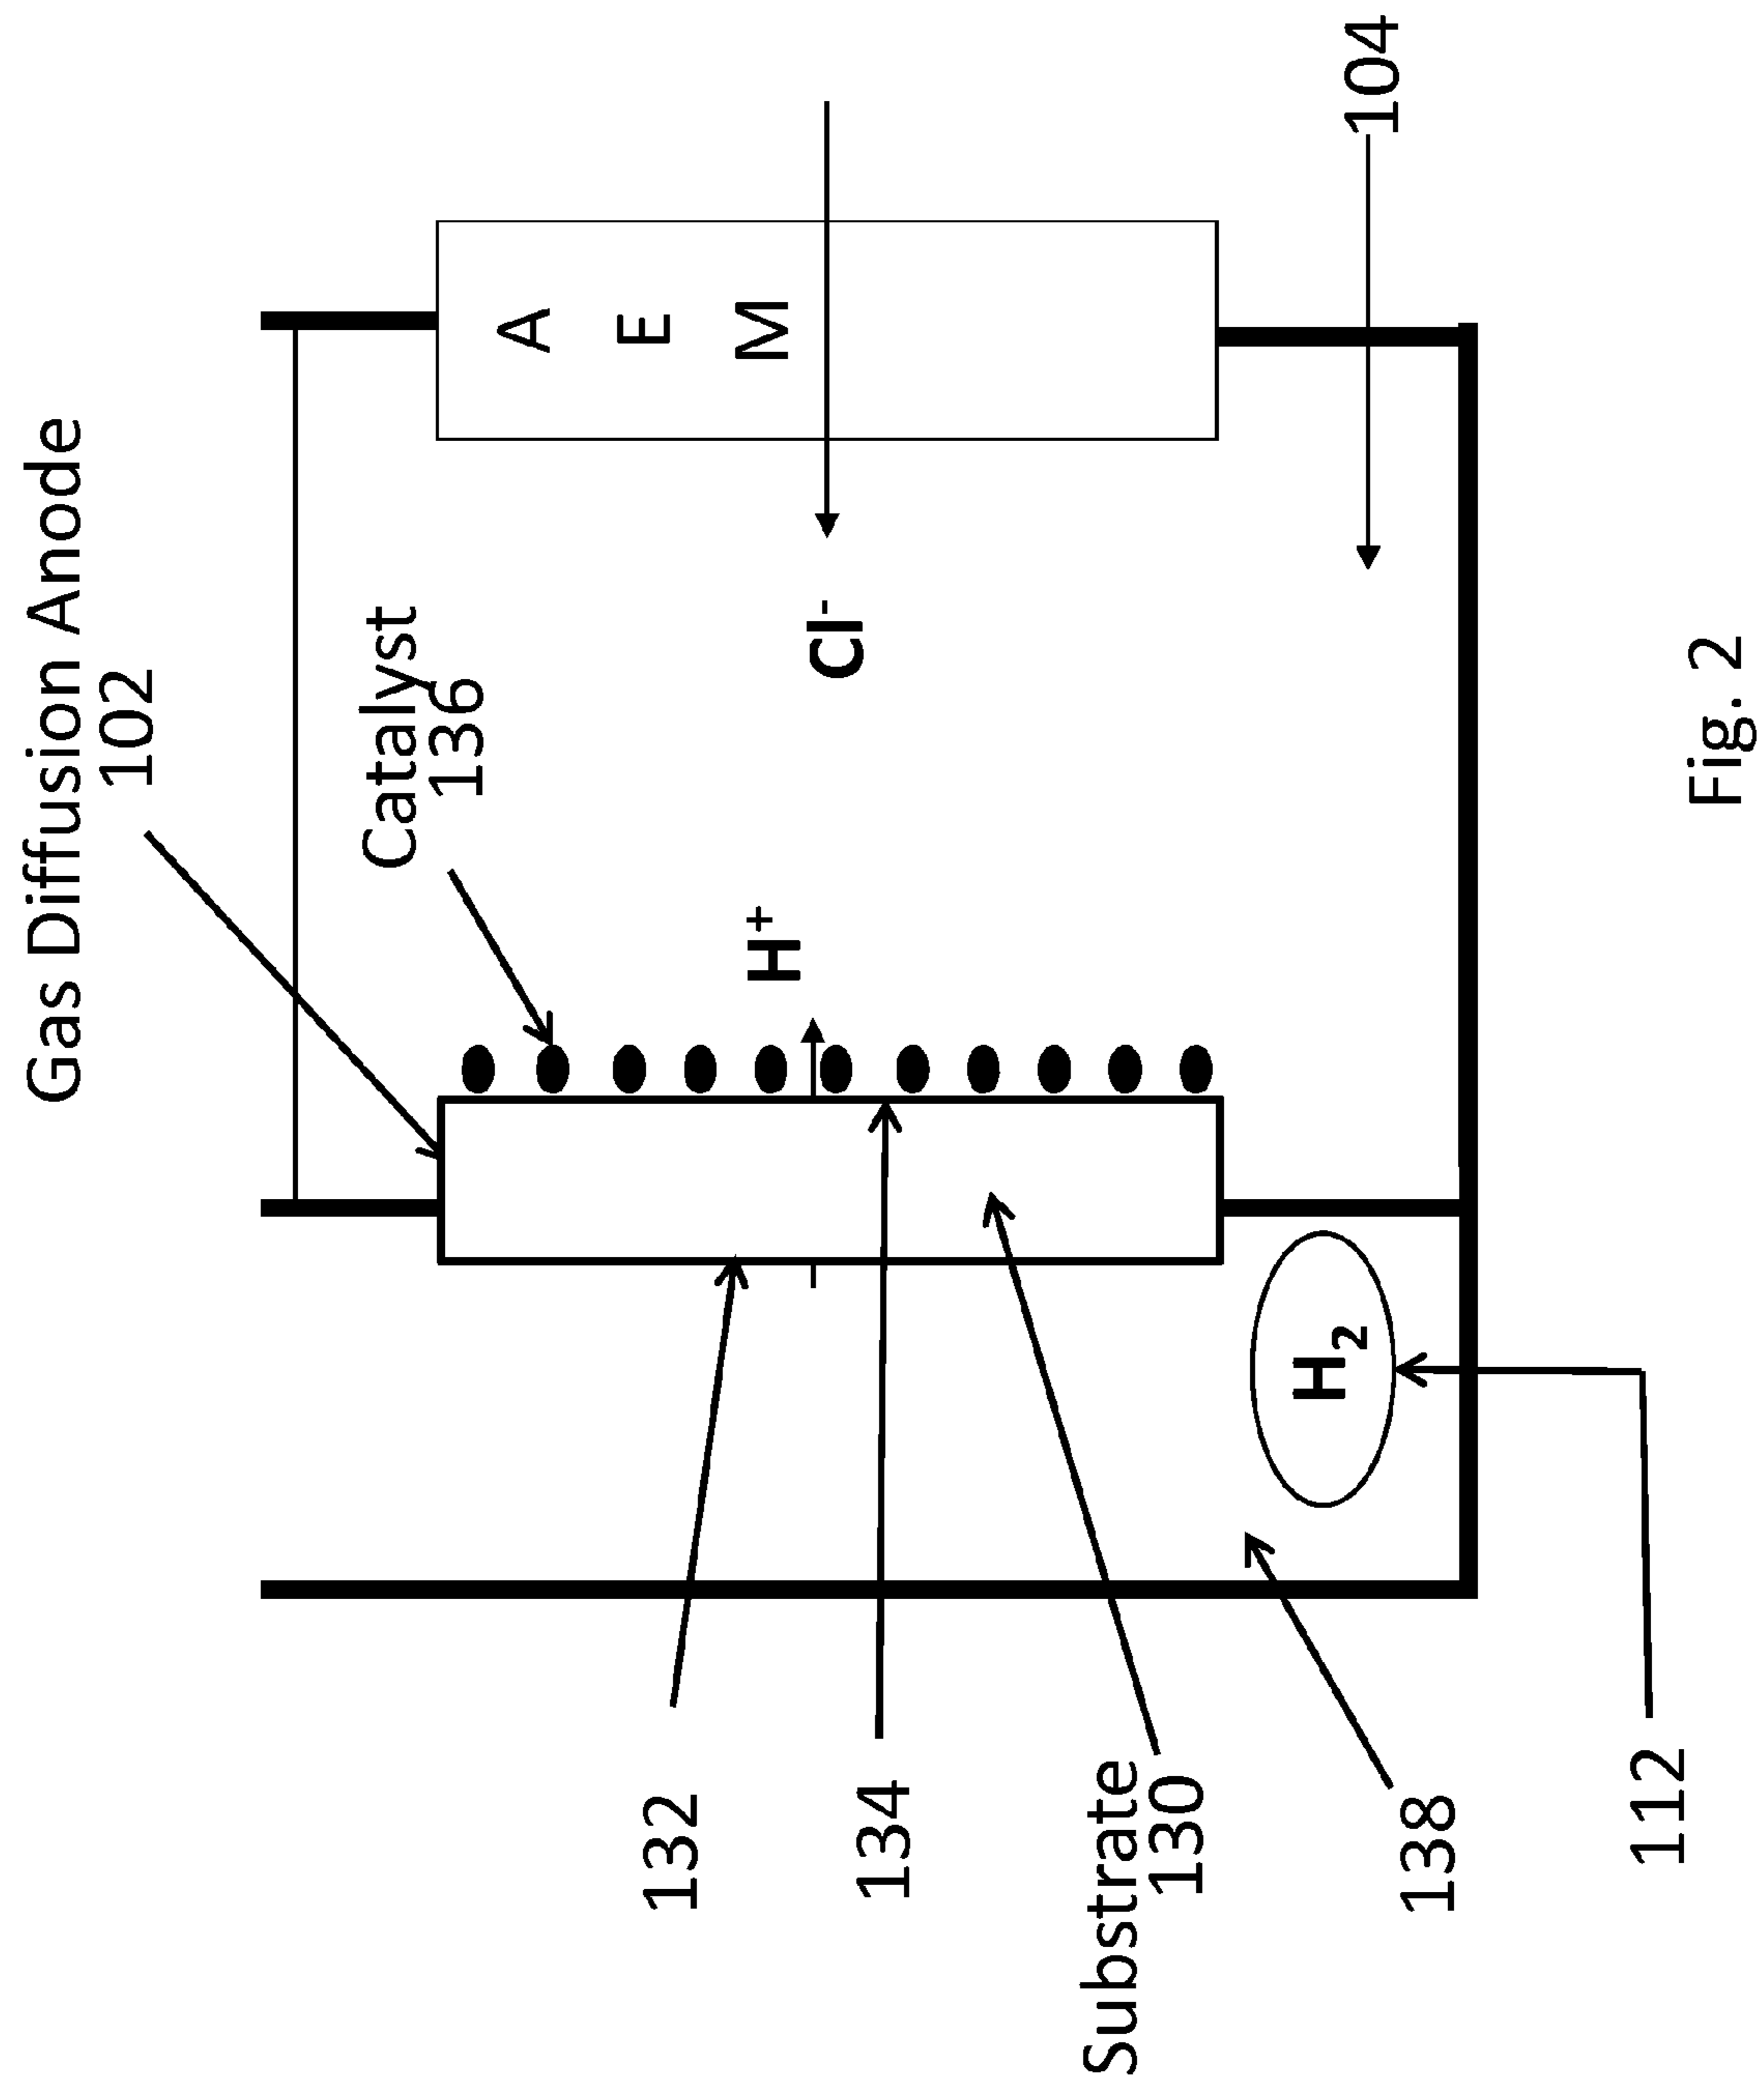 Gas Diffusion Anode
102
Catalyst
136
A
E
M
H⁺
Cl⁻
132
134
Substrate
130
138
H₂
112
104
Fig. 2